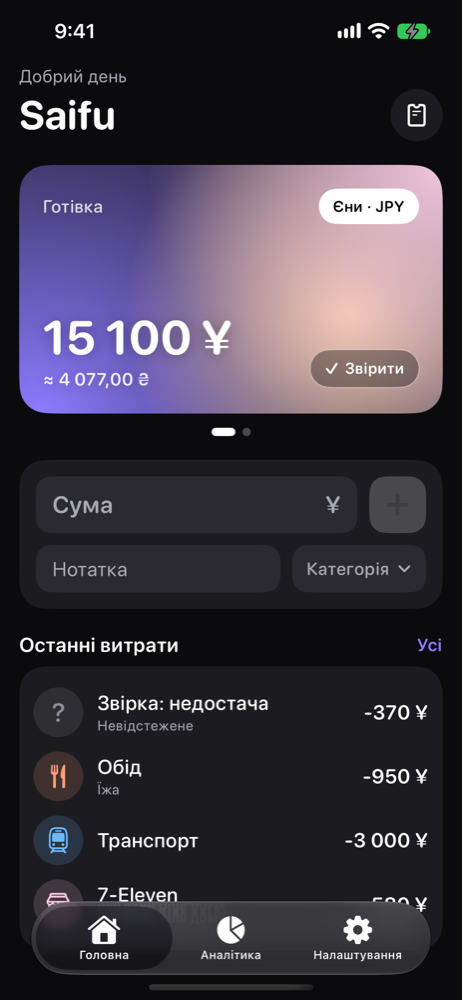 9:41
Добрий день
Saifu
Готівка
Єни · JPY
15 100 ¥
≈ 4 077,00 ₴
Звірити
Сума ¥
Нотатка
Категорія
Останні витрати
Усі
Звірка: недостача
Невідстежене
-370 ¥
Обід
Їжа
-950 ¥
Транспорт
-3 000 ¥
7-Eleven
Головна
Аналітика
Налаштування